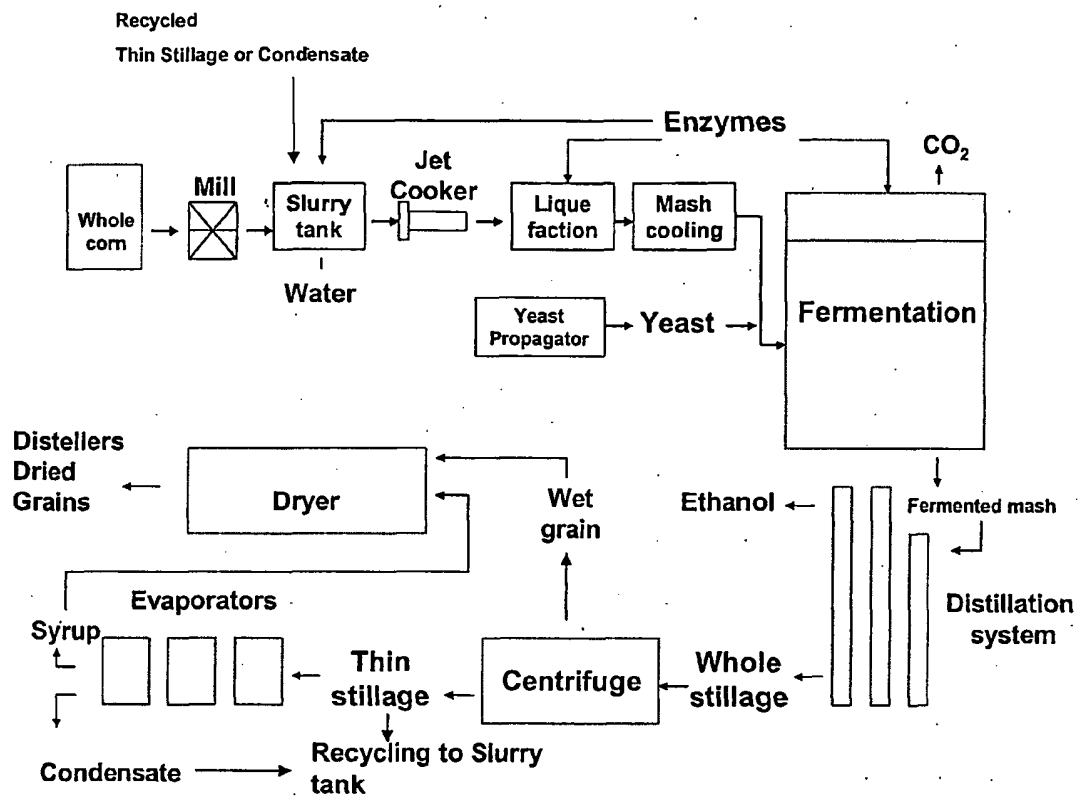 Recycled
Thin Stillage or Condensate
Enzymes
CO2
Jet
Cooker
Mill
Whole
corn
Slurry
tank
Lique
faction
Mash
cooling
Water
Yeast
Propagator
Yeast
Fermentation
Distellers
Dried
Grains
Dryer
Wet
grain
Ethanol
Fermented mash
Evaporators
Syrup
Distillation
system
Thin
stillage
Centrifuge
Whole
stillage
Condensate
Recycling to Slurry
tank